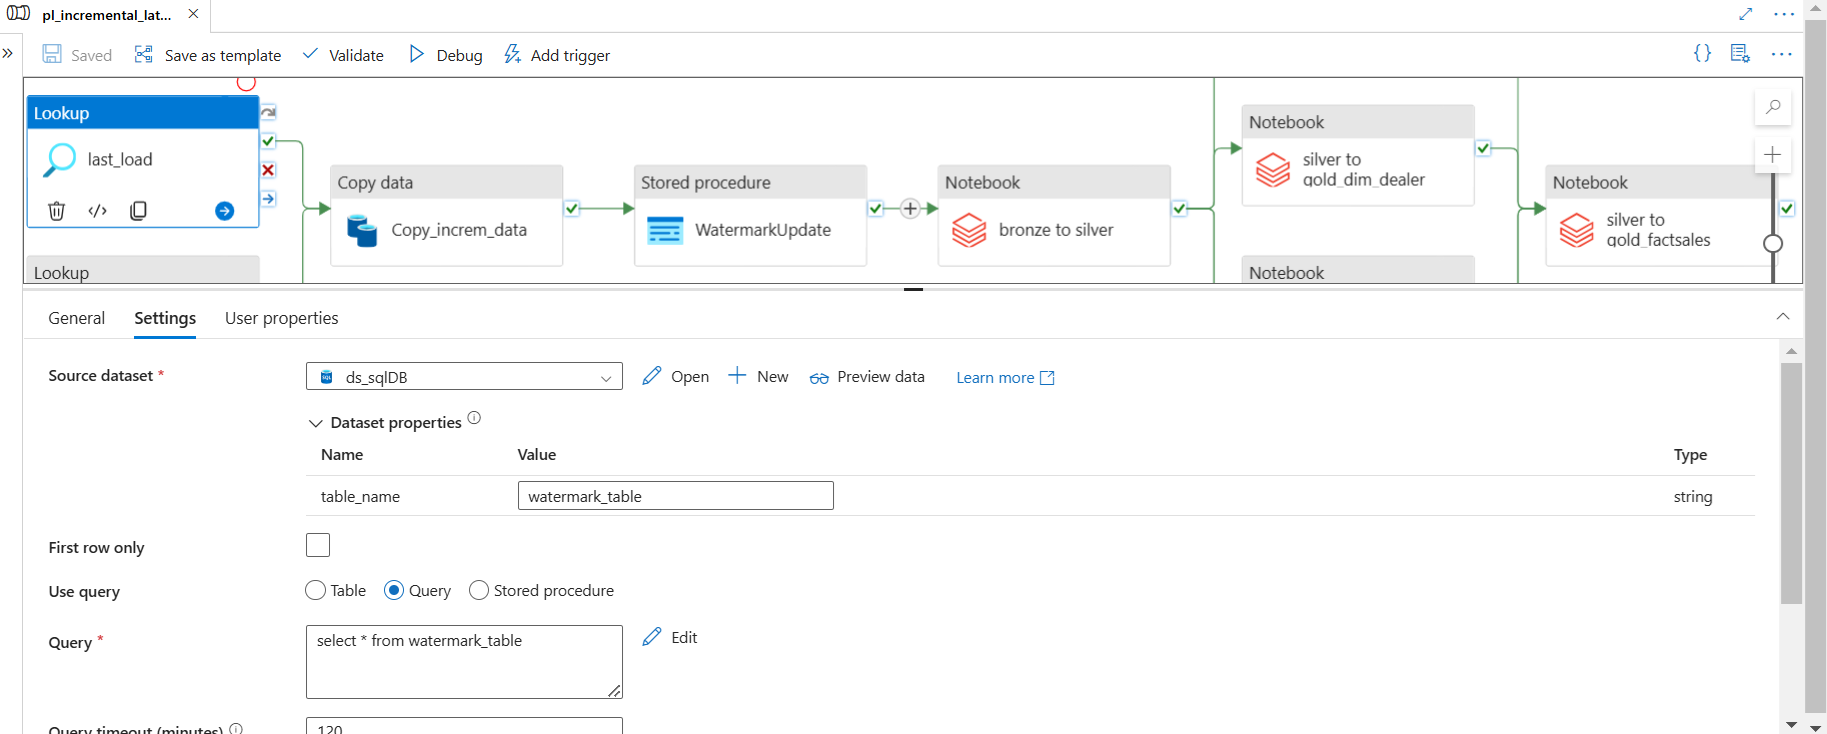 pl_incremental_lat...
Saved
Save as template
Validate
Debug
Add trigger
Lookup
last_load
Lookup
Copy data
Copy_increm_data
Stored procedure
WatermarkUpdate
Notebook
bronze to silver
Notebook
silver to
gold_dim_dealer
Notebook
Notebook
silver to
gold_factsales
General
Settings
User properties
Source dataset *
SQL
ds_sqlDB
Open
New
Preview data
Learn more
Dataset properties
Name Value Type
table_name watermark_table string
First row only
Use query
Table
Query
Stored procedure
Query *
select * from watermark_table
Edit
Query timeout (minutes)
120